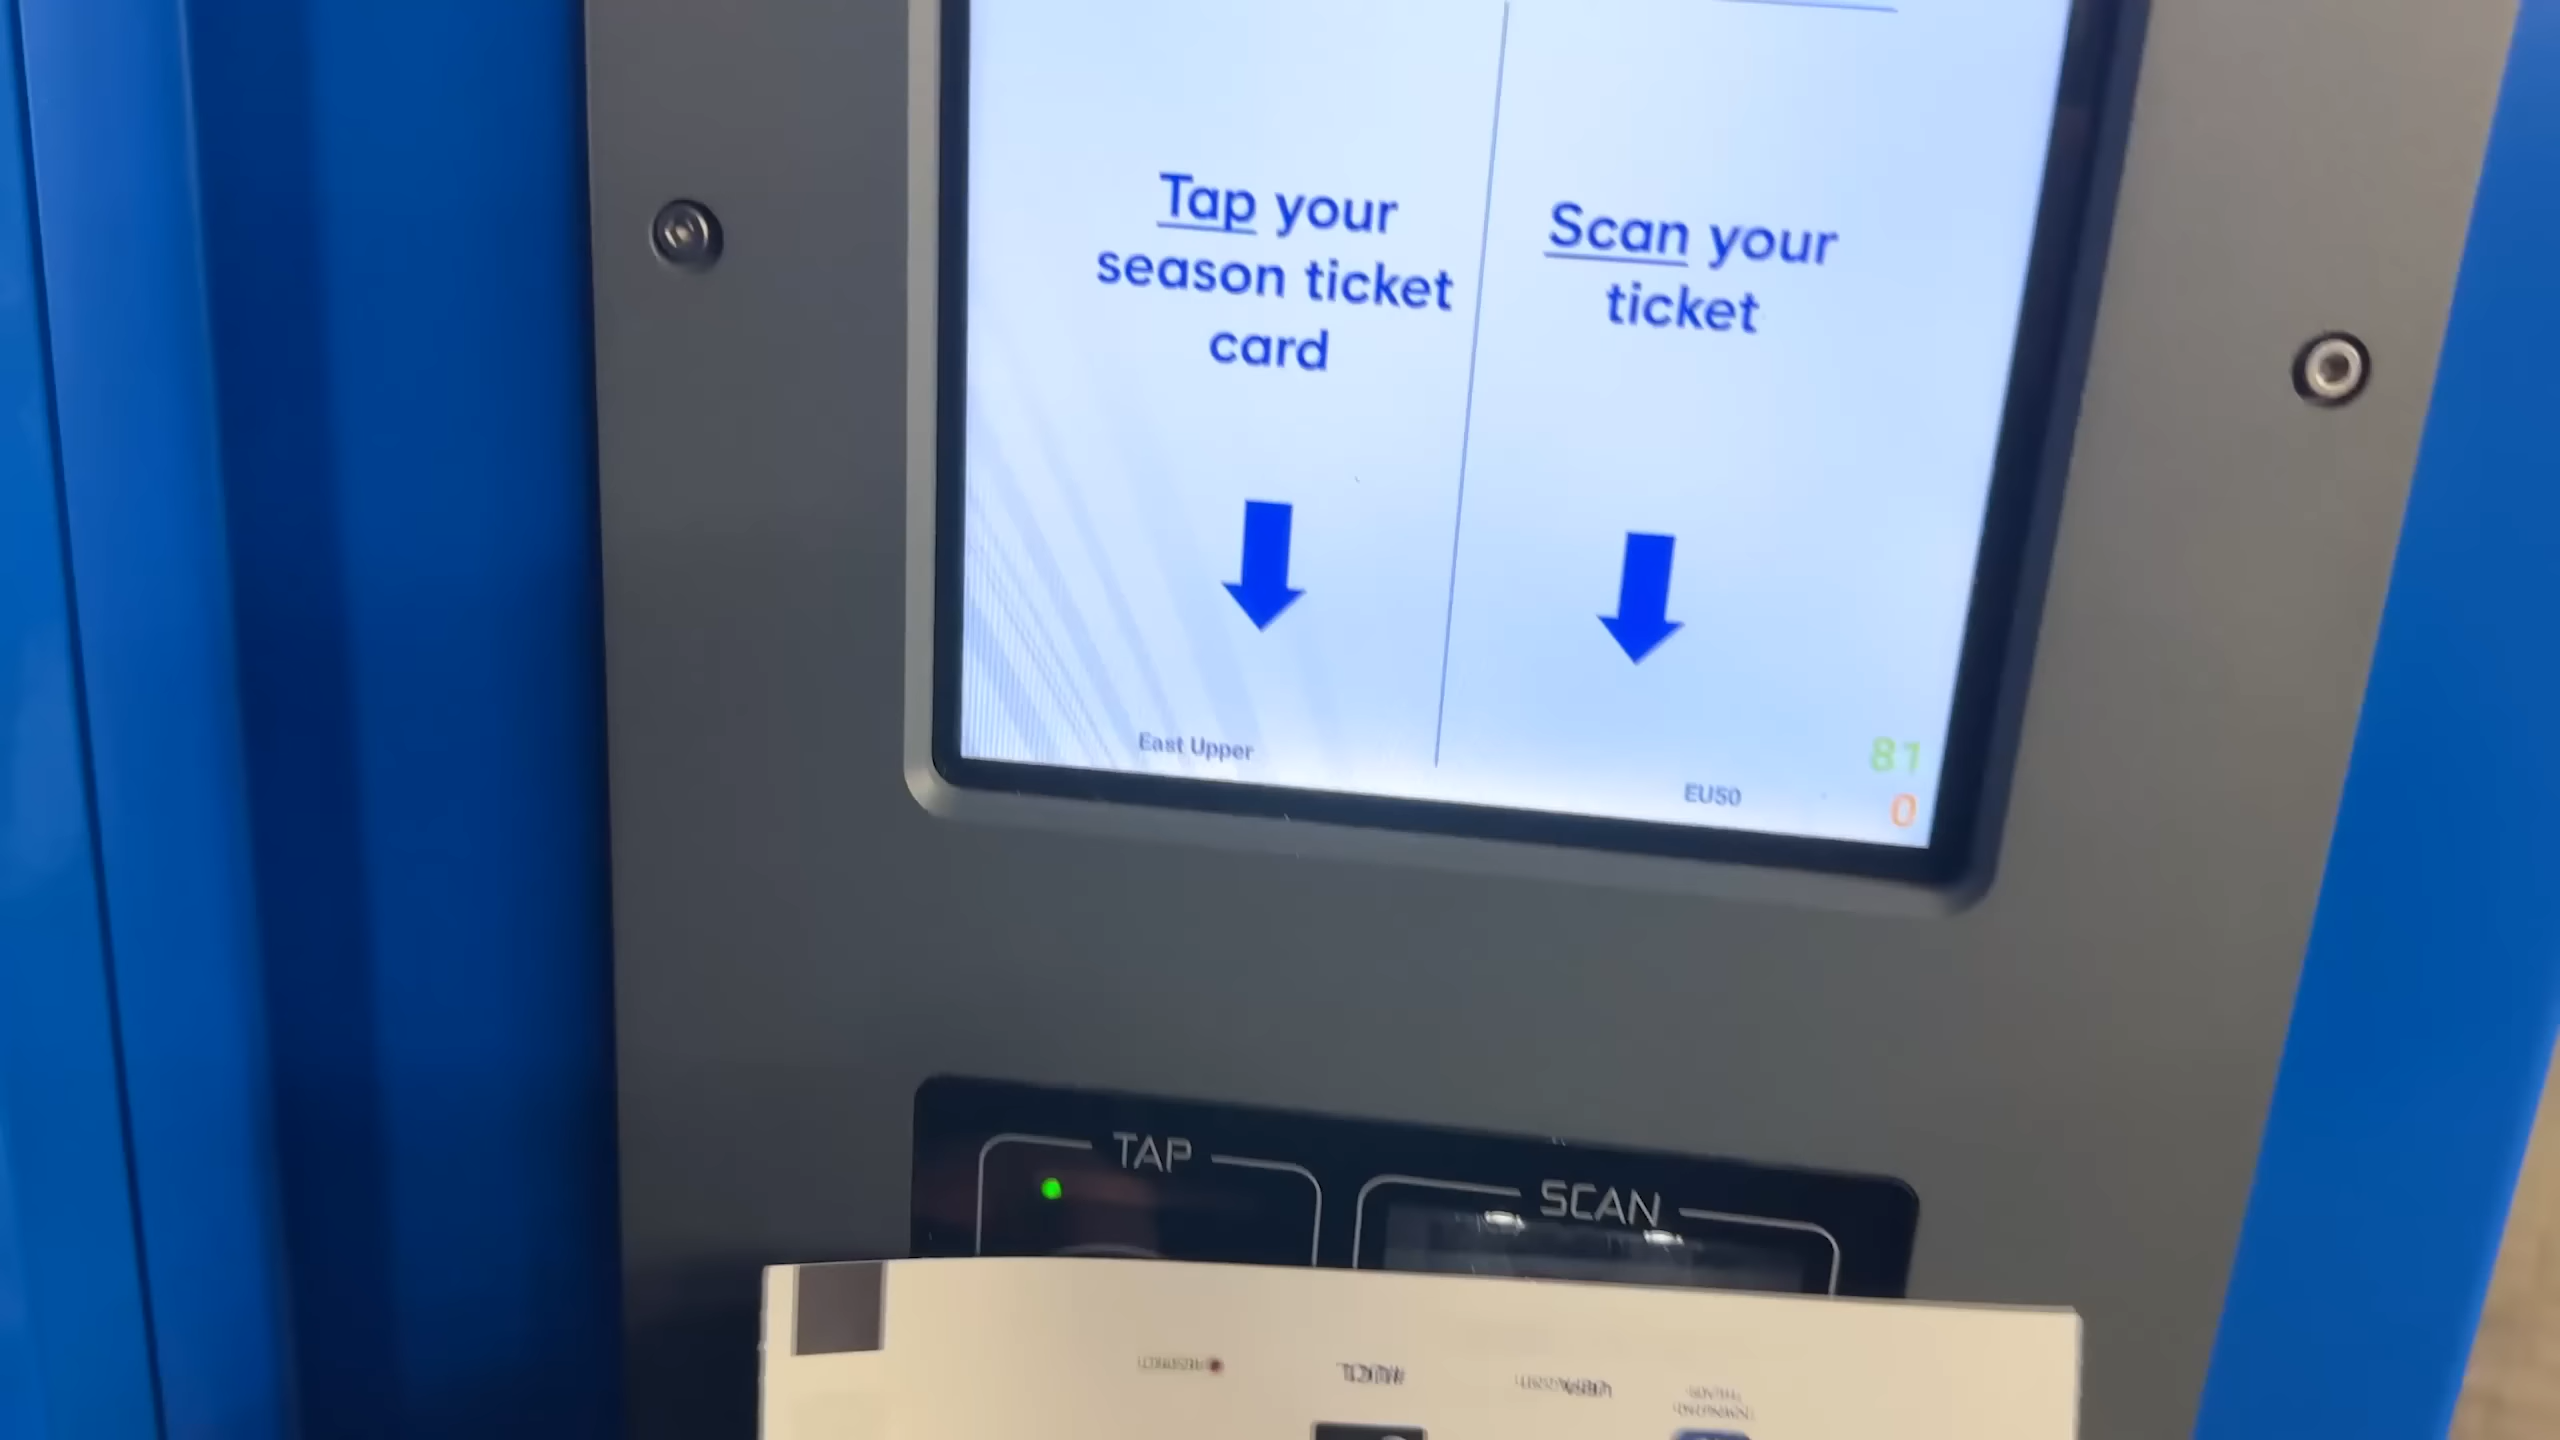 Tap your
season ticket
card
Scan your
ticket
East Upper
EU50
81
0
TAP
SCAN